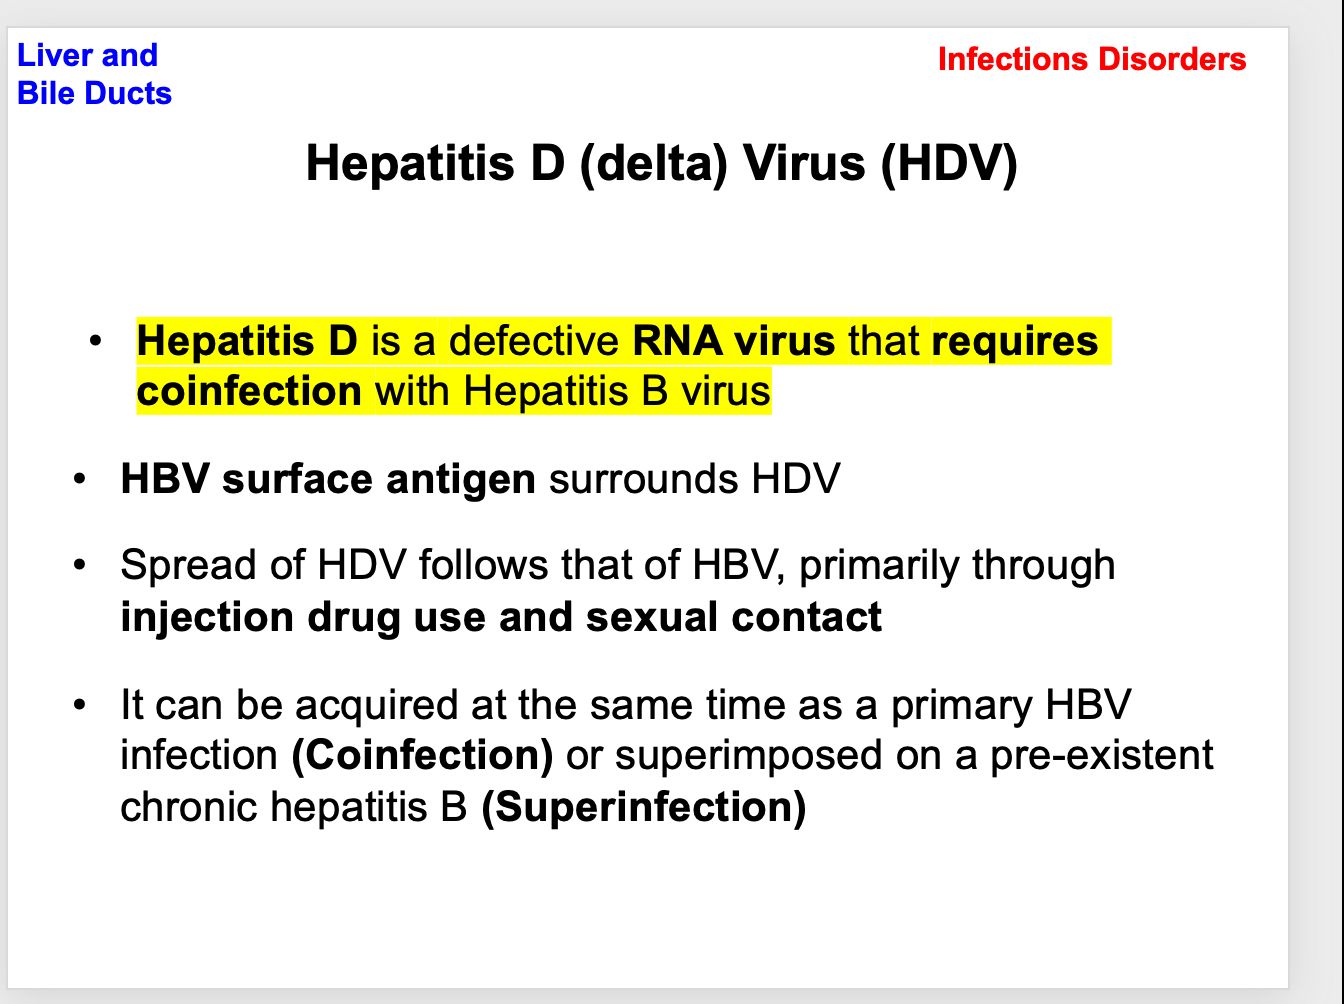 Liver and
Bile Ducts
Infections Disorders
Hepatitis D (delta) Virus (HDV)
• Hepatitis D is a defective RNA virus that requires
coinfection with Hepatitis B virus
• HBV surface antigen surrounds HDV
• Spread of HDV follows that of HBV, primarily through
injection drug use and sexual contact
• It can be acquired at the same time as a primary HBV
infection (Coinfection) or superimposed on a pre-existent
chronic hepatitis B (Superinfection)